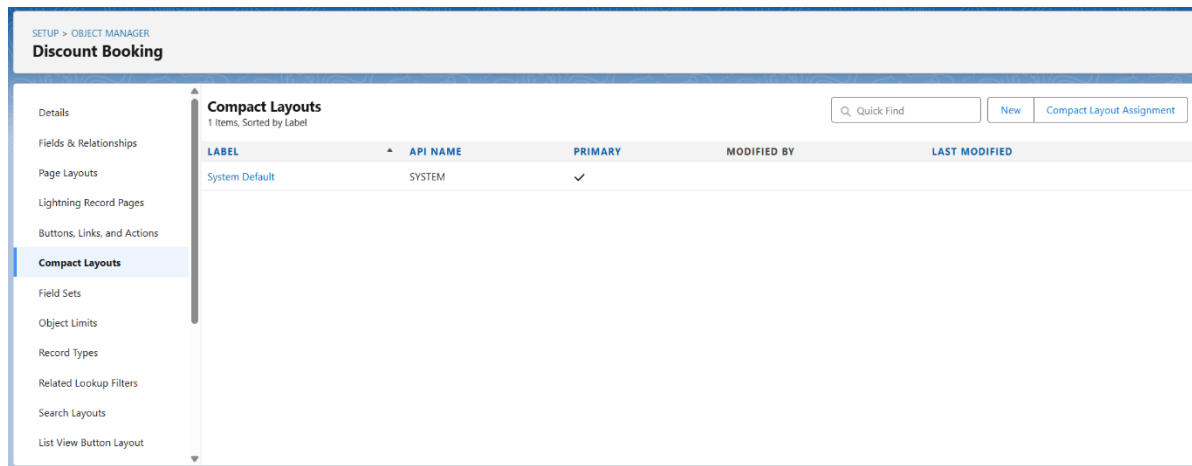 SETUP > OBJECT MANAGER
Discount Booking
Details
Fields & Relationships
Page Layouts
Lightning Record Pages
Buttons, Links, and Actions
Compact Layouts
Field Sets
Object Limits
Record Types
Related Lookup Filters
Search Layouts
List View Button Layout
Compact Layouts
1 Items, Sorted by Label
Quick Find
New
Compact Layout Assignment
LABEL API NAME PRIMARY MODIFIED BY LAST MODIFIED
System Default SYSTEM ✓